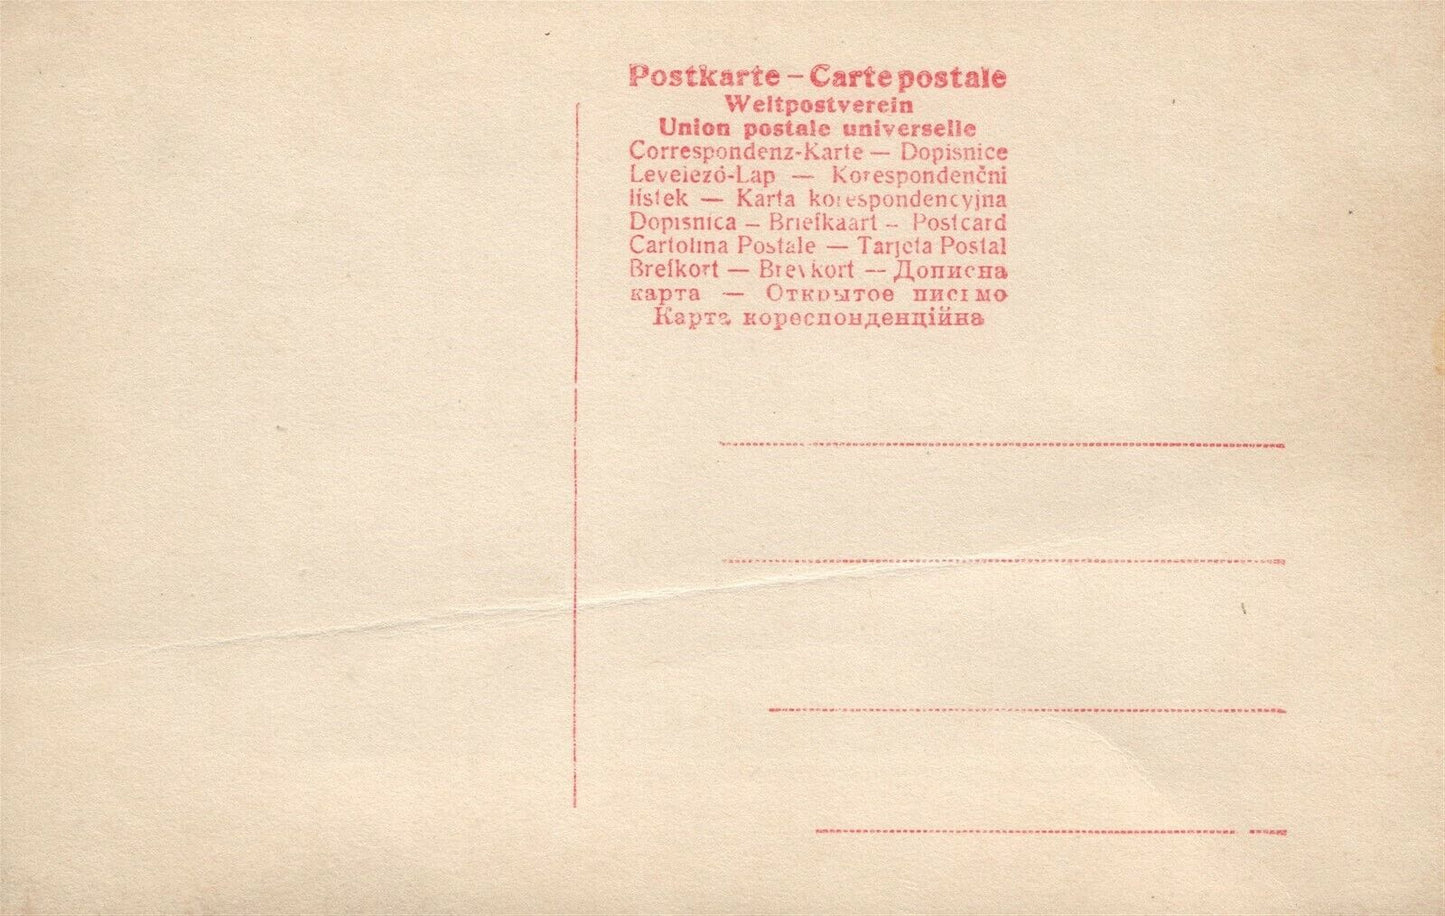 Postkarte – Carte postale
Weltpostverein
Union postale universelle
Correspondenz-Karte — Dopisnice
Levelező-Lap — Korespondenční
lístek — Karta korespondencyjna
Dopisnica – Briefkaart – Postcard
Cartolina Postale — Tarjeta Postal
Brefkort — Brevkort — Дописна
карта — Открытое письмо
Карта кореспонденційна